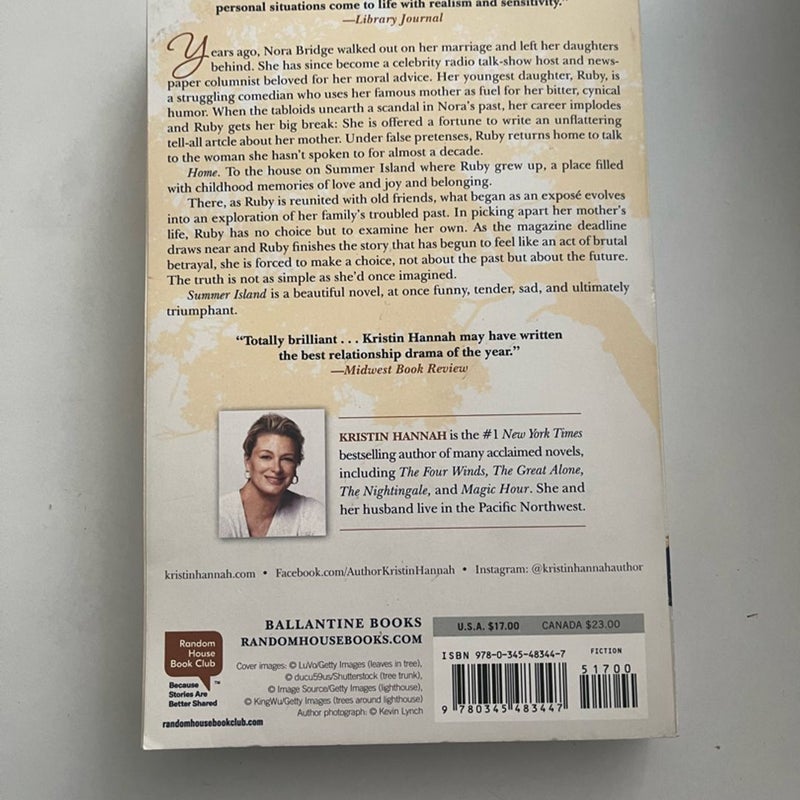 personal situations come to life with realism and sensitivity."
—Library Journal
Years ago, Nora Bridge walked out on her marriage and left her daughters
behind. She has since become a celebrity radio talk-show host and news-
paper columnist beloved for her moral advice. Her youngest daughter, Ruby, is
a struggling comedian who uses her famous mother as fuel for her bitter, cynical
humor. When the tabloids unearth a scandal in Nora's past, her career implodes
and Ruby gets her big break: She is offered a fortune to write an unflattering
tell-all artcle about her mother. Under false pretenses, Ruby returns home to talk
to the woman she hasn't spoken to for almost a decade.
Home. To the house on Summer Island where Ruby grew up, a place filled
with childhood memories of love and joy and belonging.
There, as Ruby is reunited with old friends, what began as an exposé evolves
into an exploration of her family's troubled past. In picking apart her mother's
life, Ruby has no choice but to examine her own. As the magazine deadline
draws near and Ruby finishes the story that has begun to feel like an act of brutal
betrayal, she is forced to make a choice, not about the past but about the future.
The truth is not as simple as she'd once imagined.
Summer Island is a beautiful novel, at once funny, tender, sad, and ultimately
triumphant.
"Totally brilliant . . . Kristin Hannah may have written
the best relationship drama of the year."
—Midwest Book Review
KRISTIN HANNAH is the #1 New York Times
bestselling author of many acclaimed novels,
including The Four Winds, The Great Alone,
The Nightingale, and Magic Hour. She and
her husband live in the Pacific Northwest.
kristinhannah.com • Facebook.com/AuthorKristinHannah • Instagram: @kristinhannahauthor
Random
House
Book Club
Because
Stories Are
Better Shared ™
randomhousebookclub.com
BALLANTINE BOOKS
RANDOMHOUSEBOOKS.COM
Cover images: © LuVo/Getty Images (leaves in tree),
© ducu59us/Shutterstock (tree trunk),
© Image Source/Getty Images (lighthouse),
© KingWu/Getty Images (trees around lighthouse)
Author photograph: © Kevin Lynch
U.S.A. $17.00 CANADA $23.00
ISBN 978-0-345-48344-7
FICTION
51700
9 780345 483447